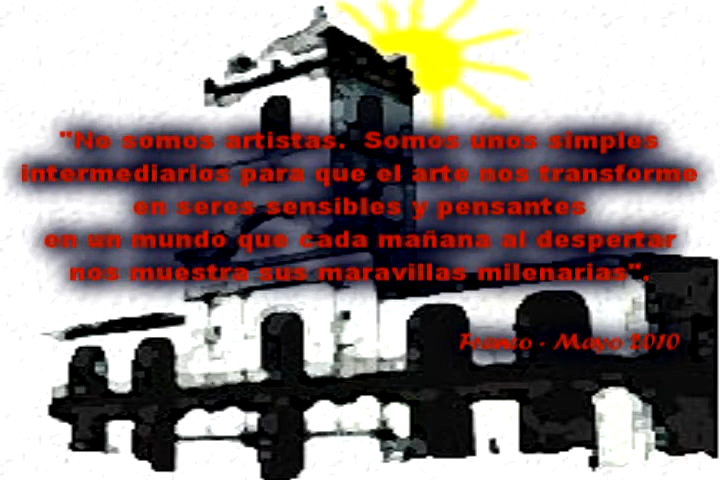 "No somos artistas. Somos unos simples
intermediarios para que el arte nos transforme
en seres sensibles y pensantes
en un mundo que cada mañana al despertar
nos muestra sus maravillas milenarias".
Franso - Mayo 2010